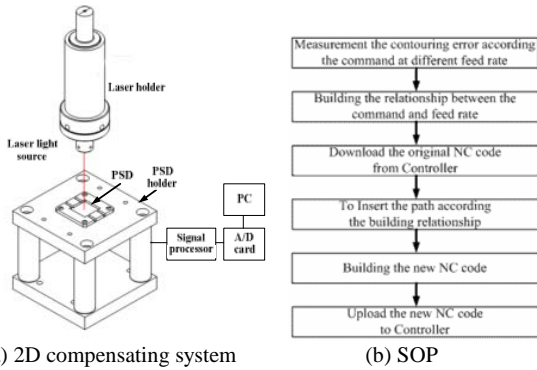 Laser holder
Laser light
source
PSD
PSD
holder
PC
Signal
processor
A/D
card
) 2D compensating system
Measurement the contouring error according
the command at different feed rate
Building the relationship between the
command and feed rate
Download the original NC code
from Controller
To Insert the path according
the building relationship
Building the new NC code
Upload the new NC code
to Controller
(b) SOP